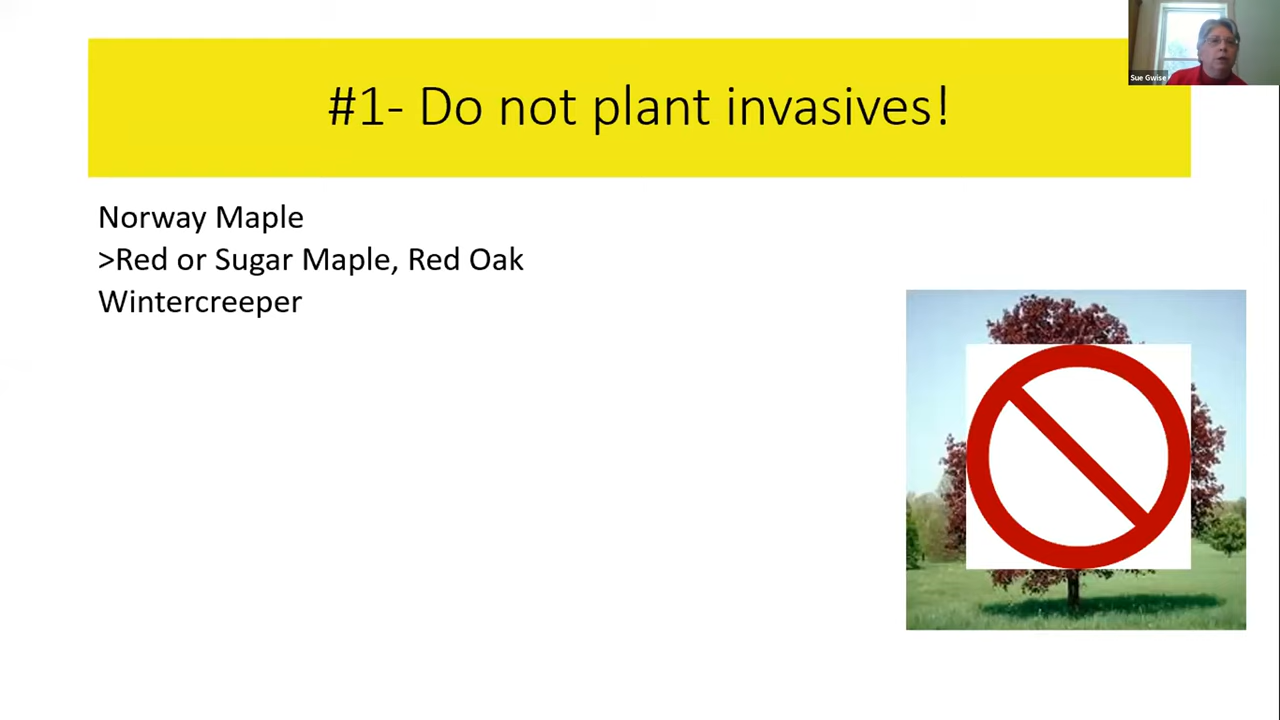 #1- Do not plant invasives!
Sue Gwise
Norway Maple
>Red or Sugar Maple, Red Oak
Wintercreeper